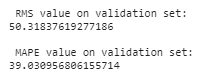 RMS value on validation set:
50.31837619277186
MAPE value on validation set:
39.030956806155714